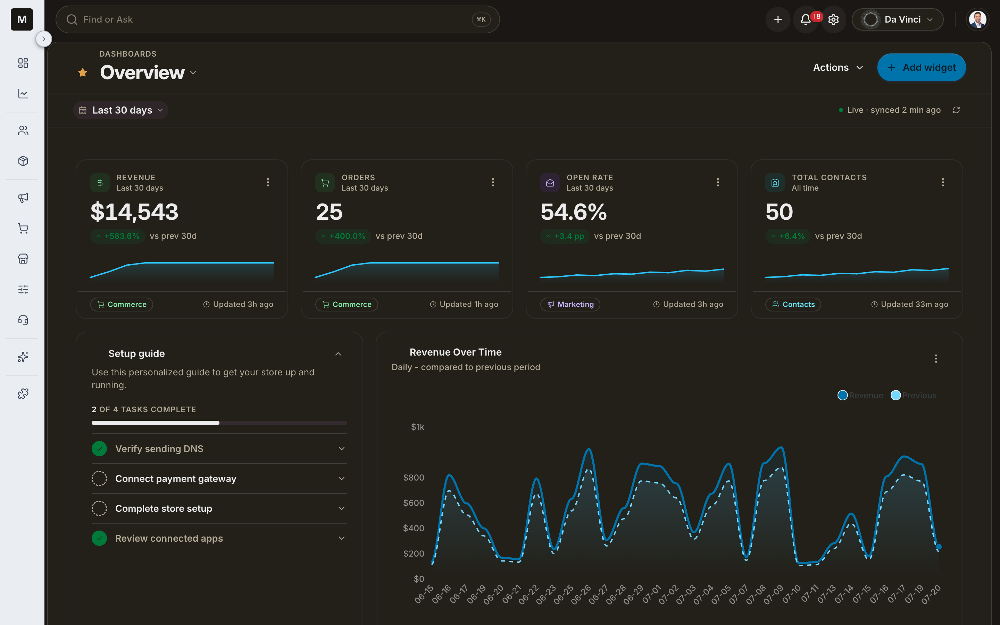 M
Find or Ask
⌘K
18
Da Vinci
DASHBOARDS
Overview
Actions
Add widget
Last 30 days
Live · synced 2 min ago
REVENUE
Last 30 days
$14,543
+583.6% vs prev 30d
Commerce
Updated 3h ago
ORDERS
Last 30 days
25
+400.0% vs prev 30d
Commerce
Updated 1h ago
OPEN RATE
Last 30 days
54.6%
+3.4 pp vs prev 30d
Marketing
Updated 3h ago
TOTAL CONTACTS
All time
50
+6.4% vs prev 30d
Contacts
Updated 33m ago
Setup guide
Use this personalized guide to get your store up and
running.
2 OF 4 TASKS COMPLETE
Verify sending DNS
Connect payment gateway
Complete store setup
Review connected apps
Revenue Over Time
Daily - compared to previous period
Revenue
Previous
$1k
$800
$600
$400
$200
$0
06-15
06-16
06-17
06-19
06-20
06-21
06-22
06-23
06-25
06-26
06-27
06-28
06-29
07-01
07-02
07-03
07-04
07-05
07-07
07-08
07-09
07-10
07-11
07-13
07-14
07-15
07-16
07-17
07-19
07-20